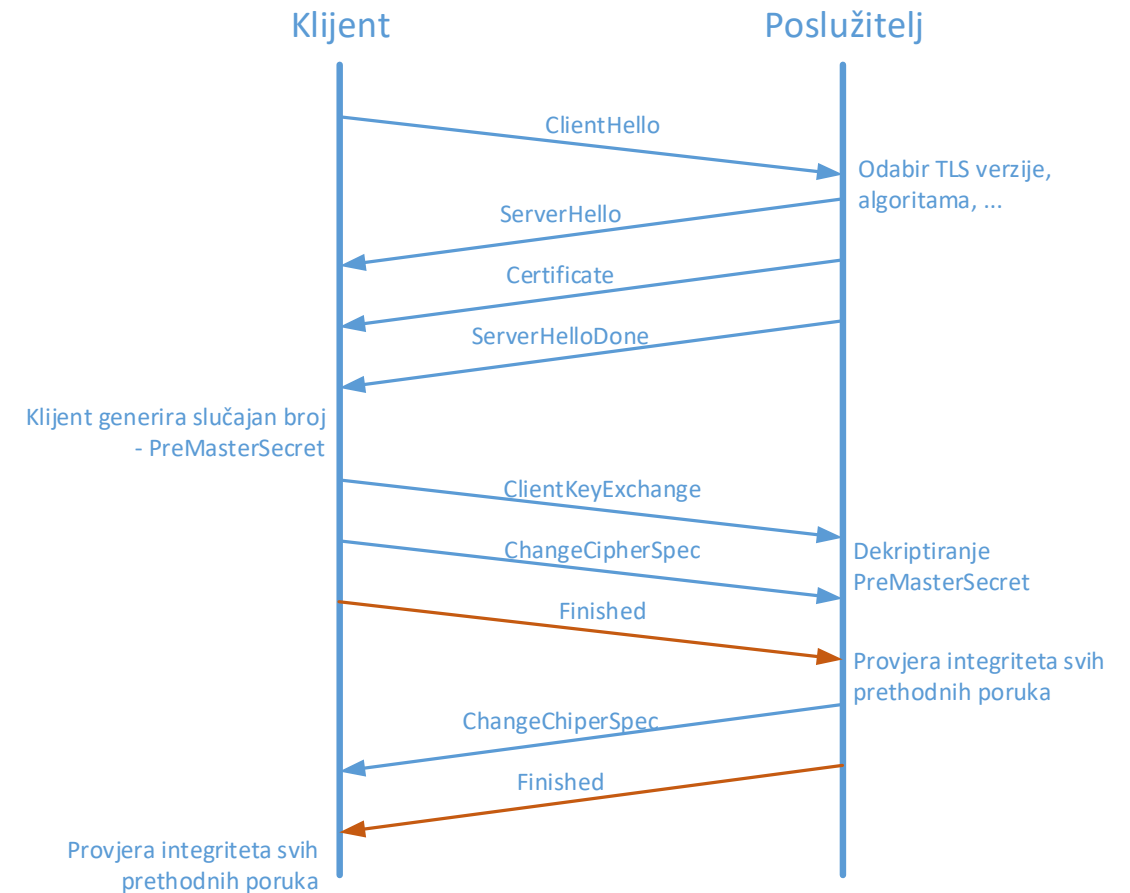 Klijent
Poslužitelj
ClientHello
Odabir TLS verzije,
algoritama, ...
ServerHello
Certificate
ServerHelloDone
Klijent generira slučajan broj
- PreMasterSecret
ClientKeyExchange
ChangeCipherSpec
Dekriptiranje
PreMasterSecret
Finished
Provjera integriteta svih
prethodnih poruka
ChangeChiperSpec
Finished
Provjera integriteta svih
prethodnih poruka